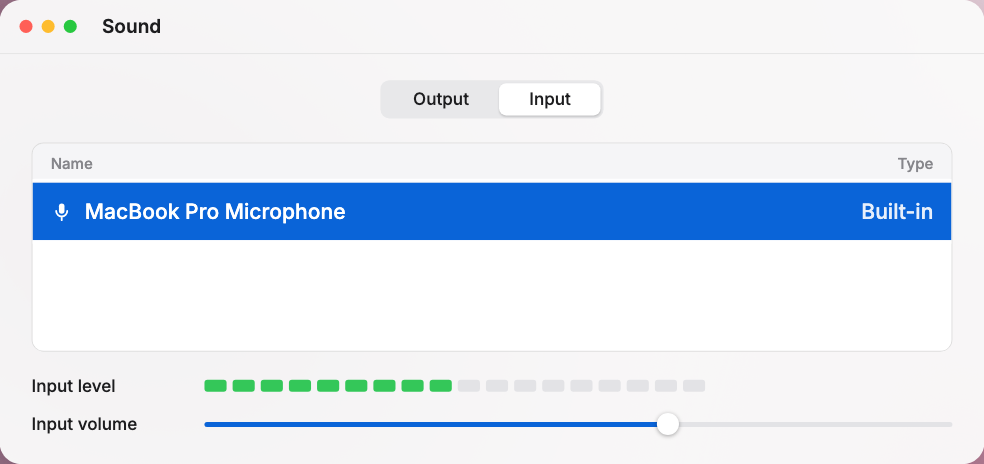 Sound
Output Input
Name Type
MacBook Pro Microphone Built-in
Input level
Input volume